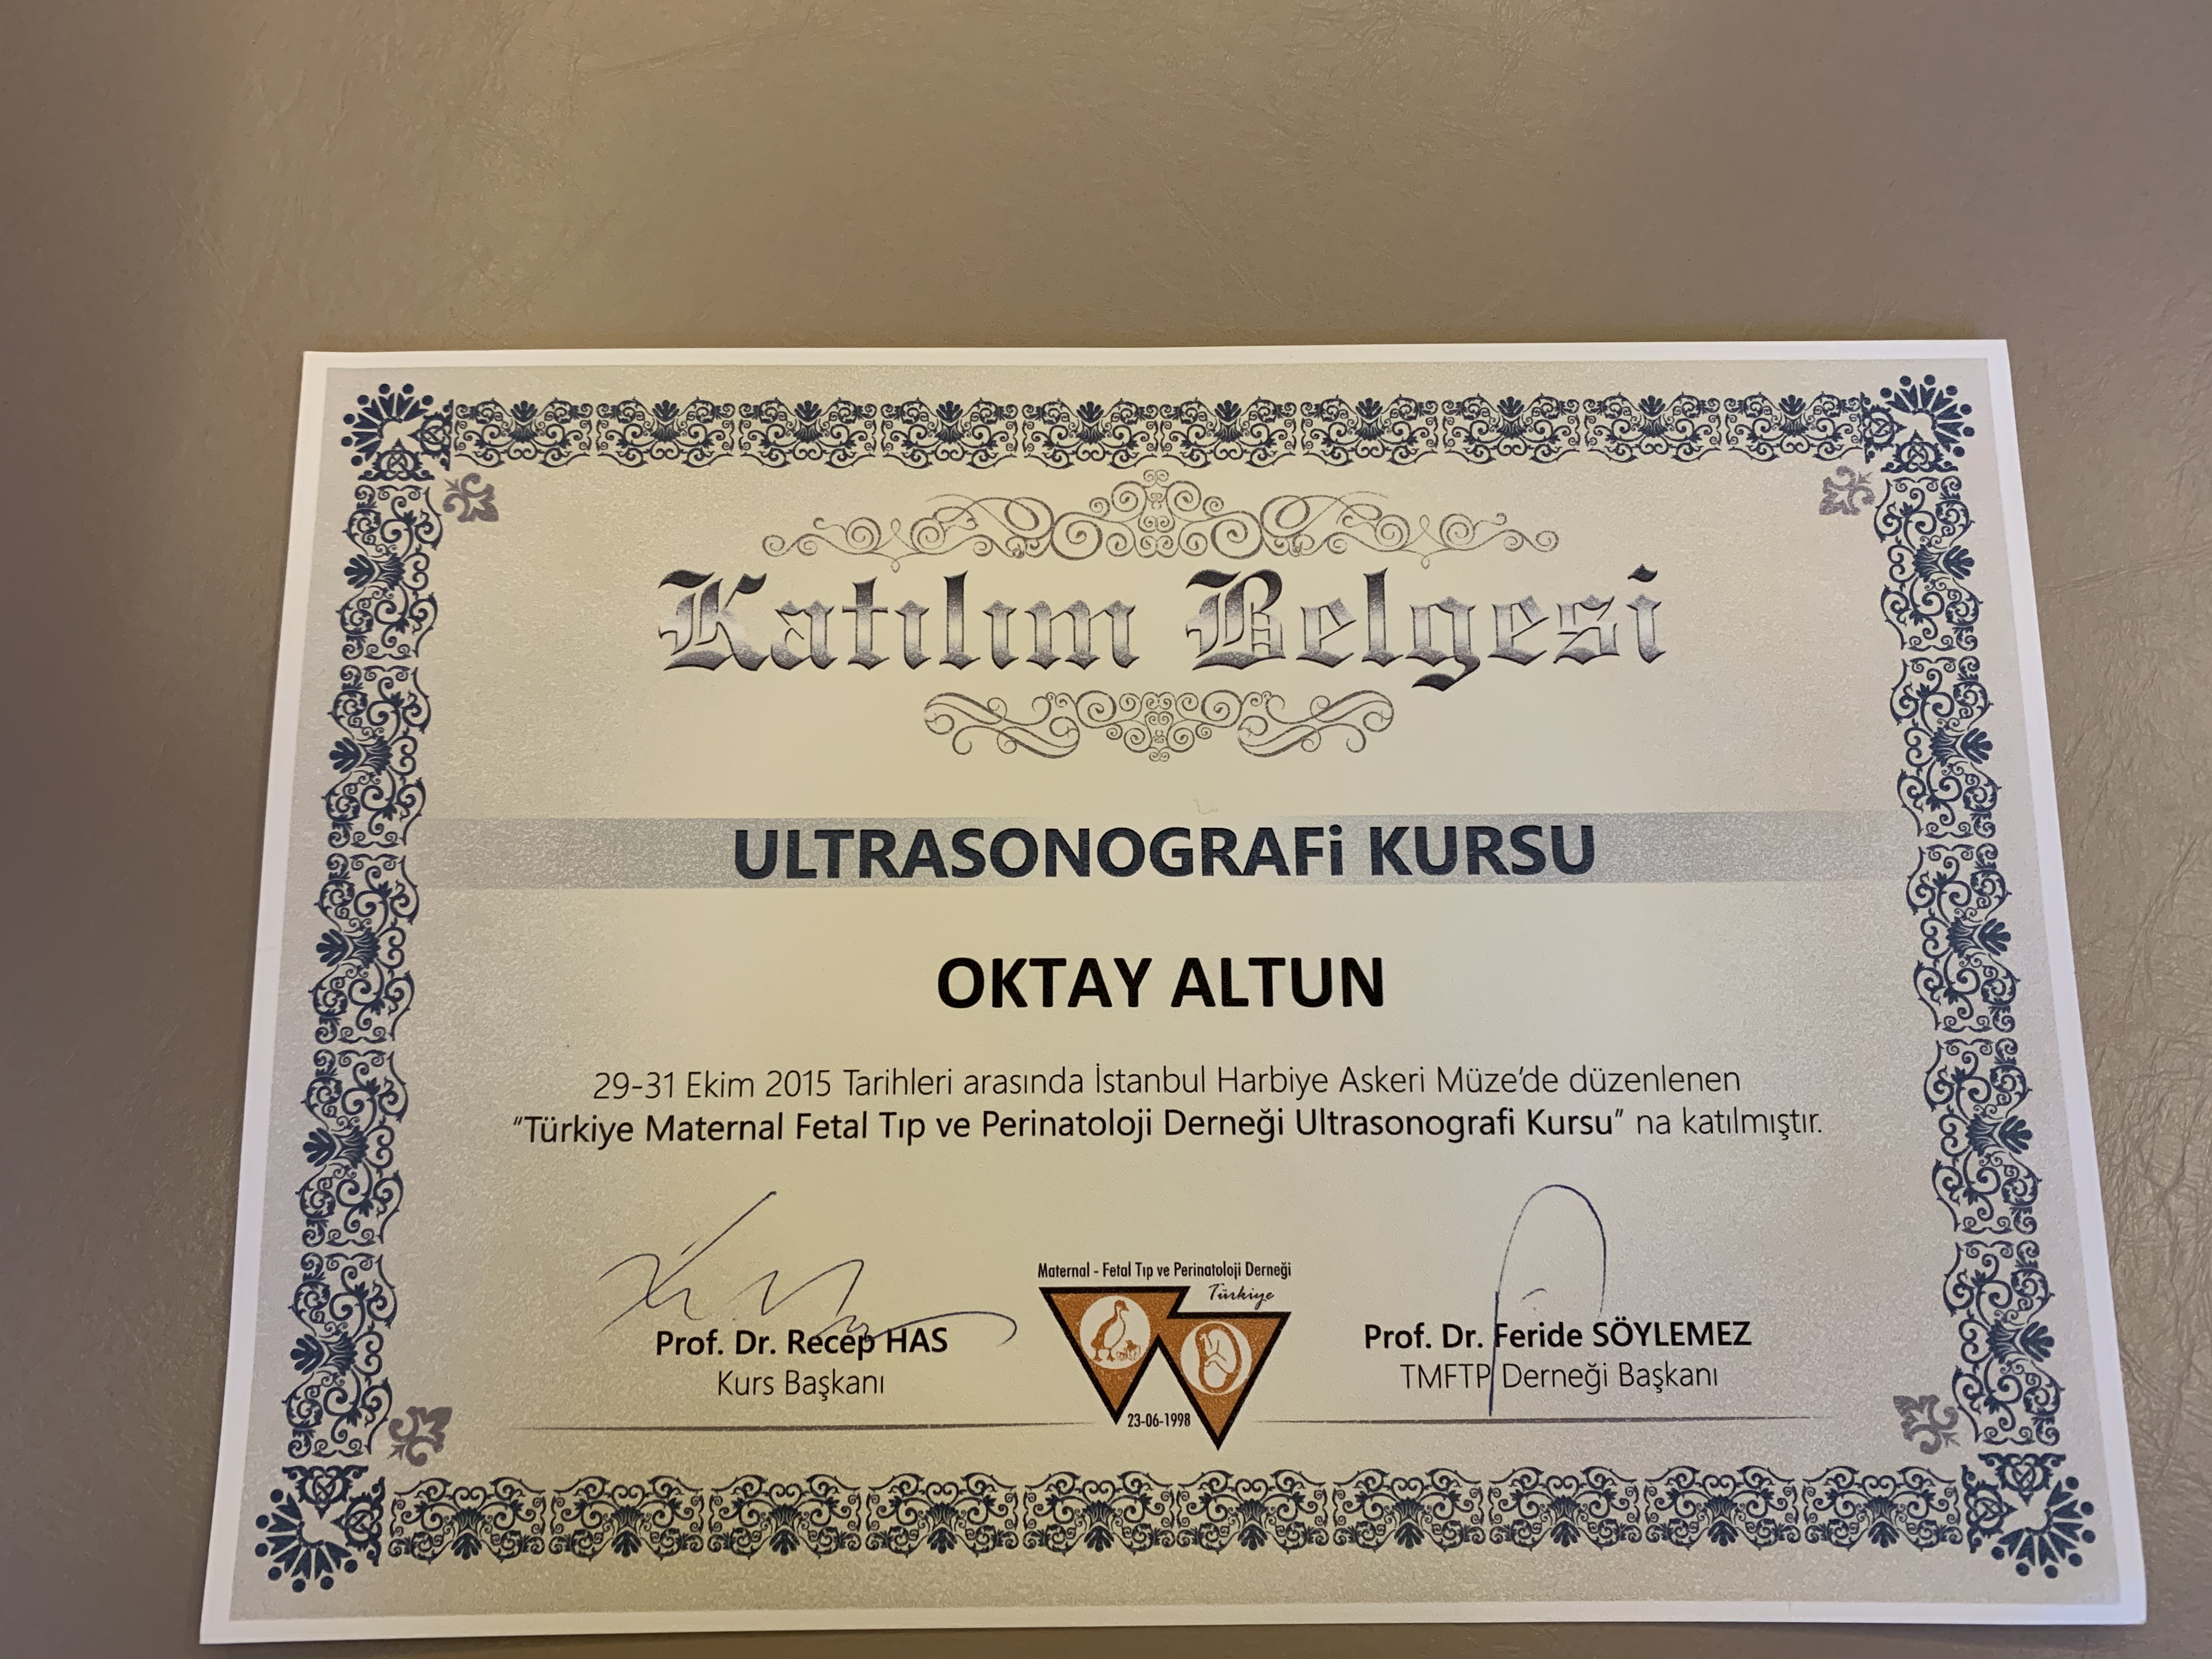 Katılım Belgesi
ULTRASONOGRAFi KURSU
OKTAY ALTUN
29-31 Ekim 2015 Tarihleri arasında İstanbul Harbiye Askeri Müze'de düzenlenen
"Türkiye Maternal Fetal Tıp ve Perinatoloji Derneği Ultrasonografi Kursu" na katılmıştır.
Maternal - Fetal Tıp ve Perinatoloji Derneği
Türkiye
23-06-1998
Prof. Dr. Recep HAS
Kurs Başkanı
Prof. Dr. Feride SÖYLEMEZ
TMFTP Derneği Başkanı